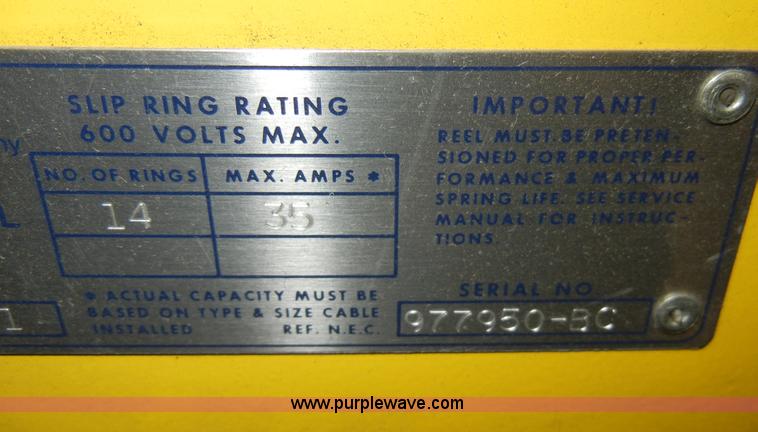 SLIP RING RATING
600 VOLTS MAX.
NO. OF RINGS MAX. AMPS *
14 35
* ACTUAL CAPACITY MUST BE
BASED ON TYPE & SIZE CABLE
INSTALLED REF. N.E.C.
IMPORTANT!
REEL MUST BE PRETEN-
SIONED FOR PROPER PER-
FORMANCE & MAXIMUM
SPRING LIFE. SEE SERVICE
MANUAL FOR INSTRUC-
TIONS.
SERIAL NO
977950-BC
1
www.purplewave.com